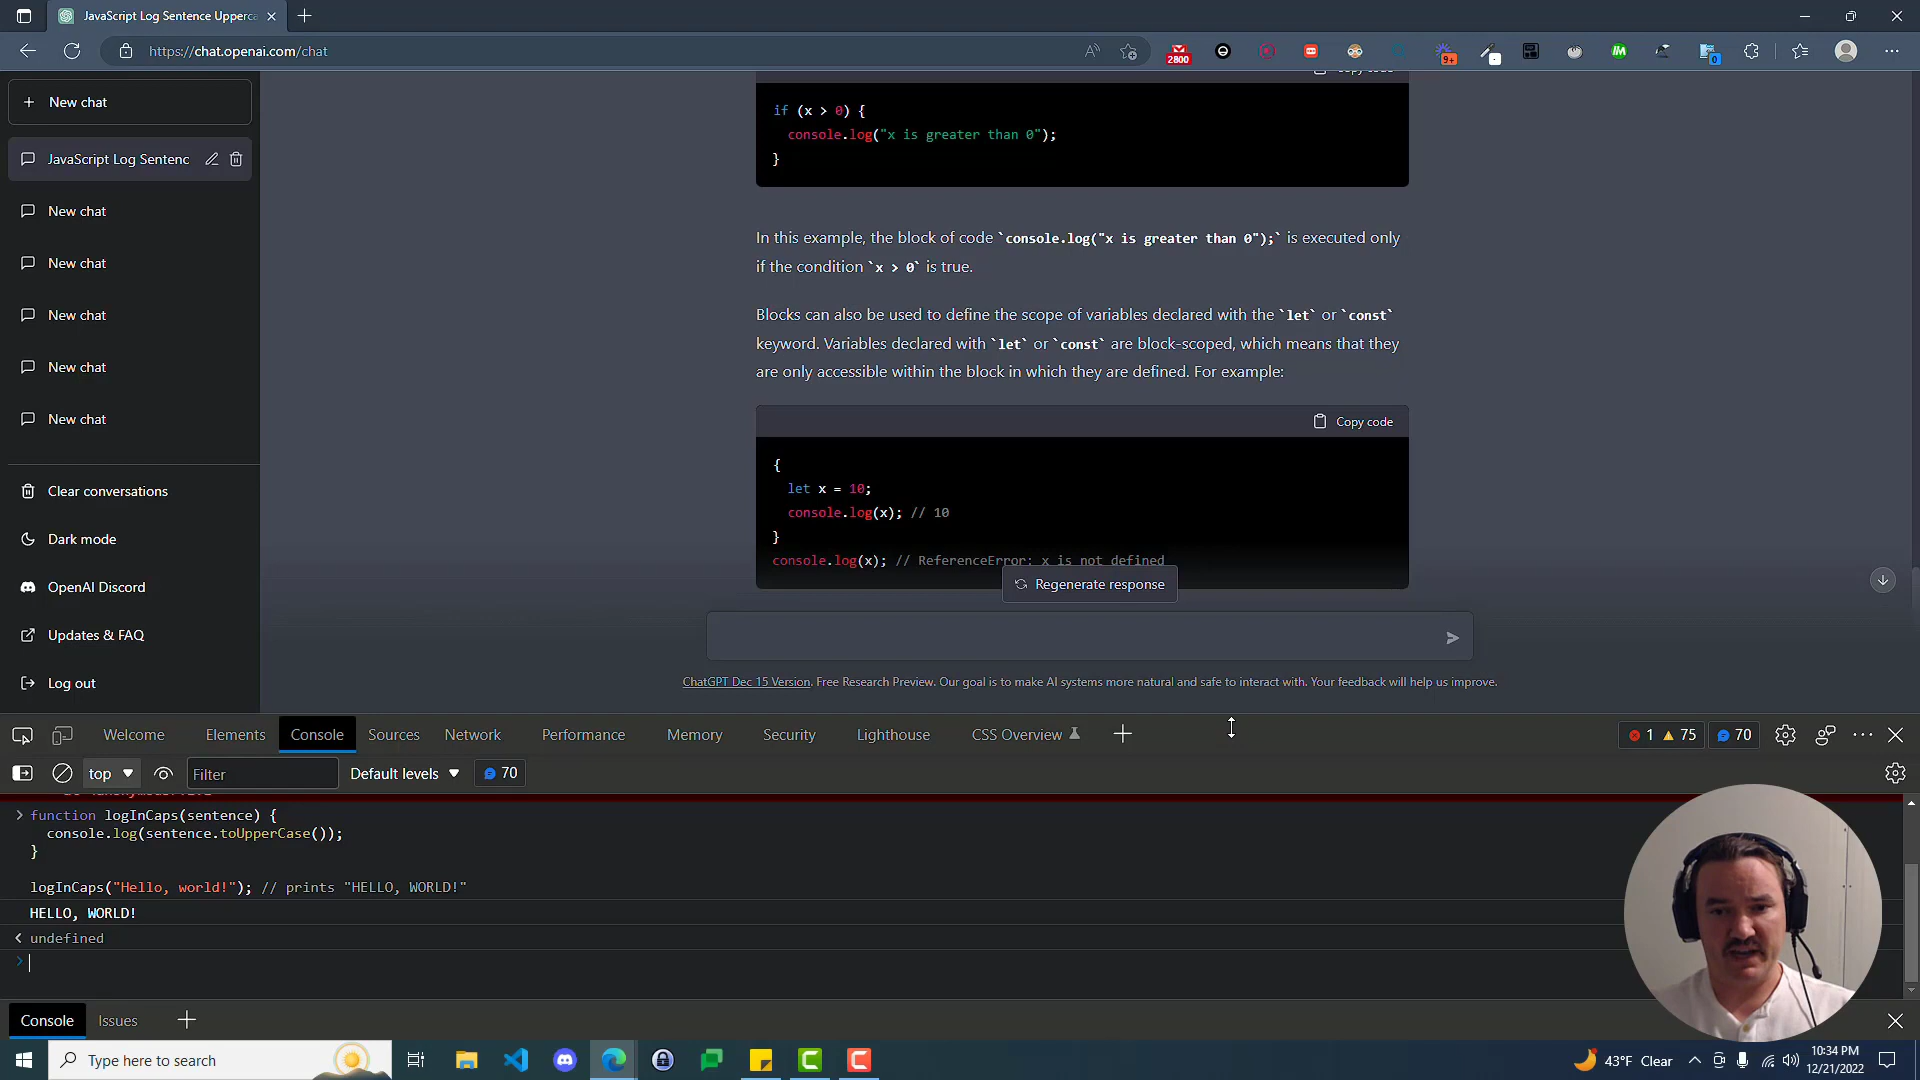 JavaScript Log Sentence Upperca
https://chat.openai.com/chat
2800
9+
0
New chat
JavaScript Log Sentenc
New chat
New chat
New chat
New chat
New chat
Clear conversations
Dark mode
OpenAI Discord
Updates & FAQ
Log out
Copy code
if (x > 0) {
console.log("x is greater than 0");
}
In this example, the block of code `console.log("x is greater than 0");` is executed only
if the condition `x > 0` is true.
Blocks can also be used to define the scope of variables declared with the `let` or `const`
keyword. Variables declared with `let` or `const` are block-scoped, which means that they
are only accessible within the block in which they are defined. For example:
Copy code
{
let x = 10;
console.log(x); // 10
}
console.log(x); // ReferenceError: x is not defined
Regenerate response
ChatGPT Dec 15 Version. Free Research Preview. Our goal is to make AI systems more natural and safe to interact with. Your feedback will help us improve.
Welcome Elements Console Sources Network Performance Memory Security Lighthouse CSS Overview 1 75 70
top Filter Default levels 70
function logInCaps(sentence) {
console.log(sentence.toUpperCase());
}
logInCaps("Hello, world!"); // prints "HELLO, WORLD!"
HELLO, WORLD!
undefined
Console Issues
Type here to search
43°F Clear
10:34 PM
12/21/2022